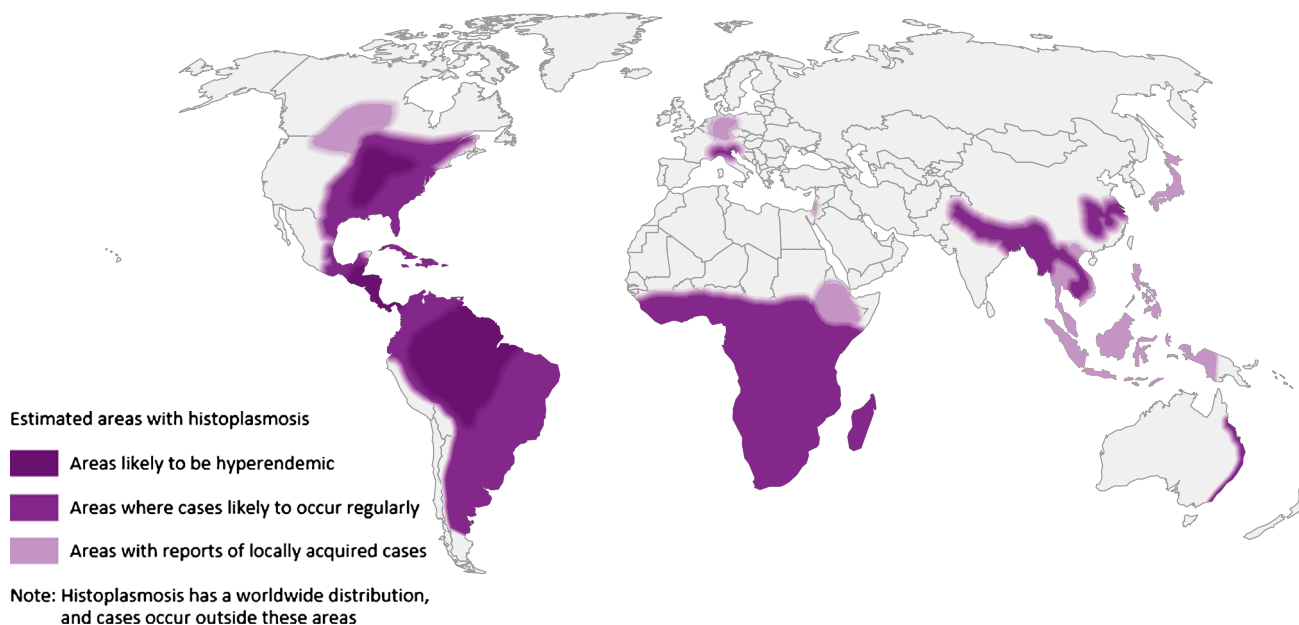 Estimated areas with histoplasmosis
Areas likely to be hyperendemic
Areas where cases likely to occur regularly
Areas with reports of locally acquired cases
Note: Histoplasmosis has a worldwide distribution,
and cases occur outside these areas